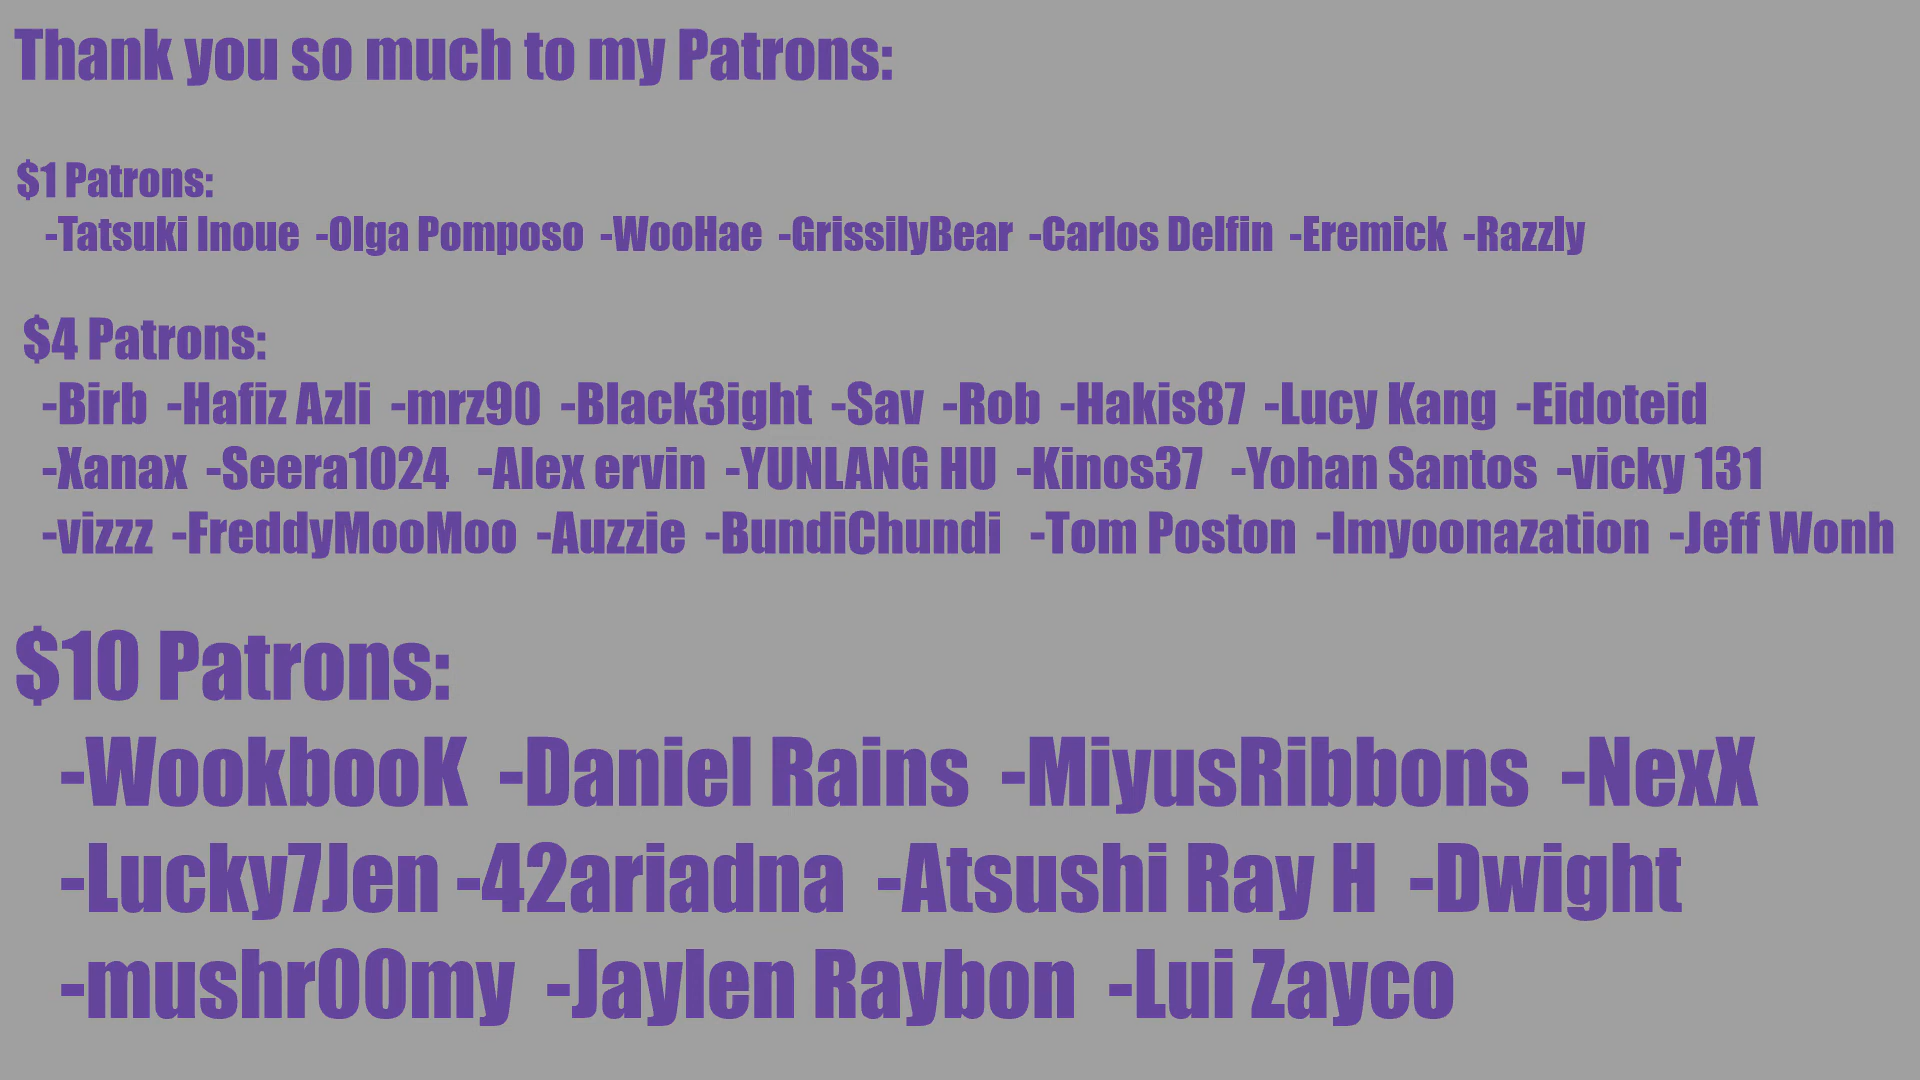 Thank you so much to my Patrons:
$1 Patrons:
-Tatsuki Inoue -Olga Pomposo -WooHae -GrissilyBear -Carlos Delfin -Eremick -Razzly
$4 Patrons:
-Birb -Hafiz Azli -mrz90 -Black3ight -Sav -Rob -Hakis87 -Lucy Kang -Eidoteid
-Xanax -Seera1024 -Alex ervin -YUNLANG HU -Kinos37 -Yohan Santos -vicky 131
-vizzz -FreddyMooMoo -Auzzie -BundiChundi -Tom Poston -Imyoonazation -Jeff Wonh
$10 Patrons:
-WookbooK -Daniel Rains -MiyusRibbons -NexX
-Lucky7Jen -42ariadna -Atsushi Ray H -Dwight
-mushr00my -Jaylen Raybon -Lui Zayco